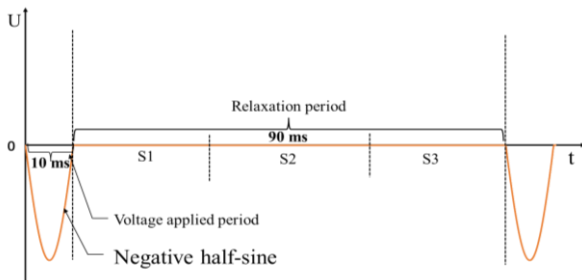 U
Relaxation period
90 ms
0
10 ms
S1
S2
S3
t
Voltage applied period
Negative half-sine